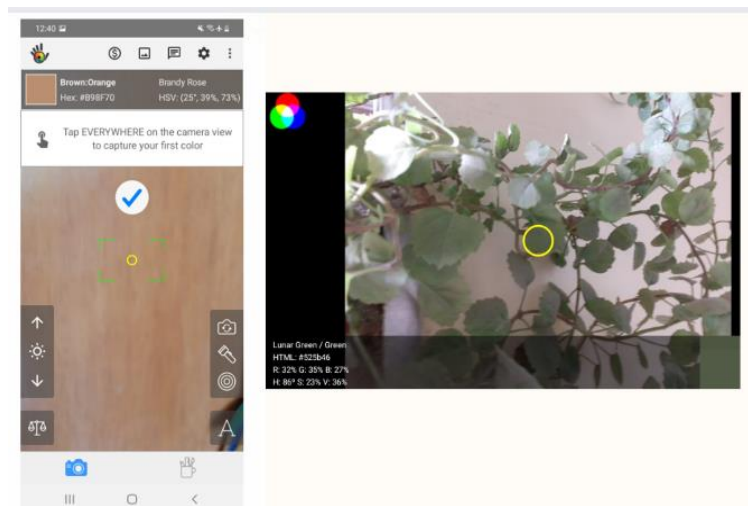 12:40
Brown:Orange
Brandy Rose
Hex: #B98F70
HSV: (25°, 39%, 73%)
Tap EVERYWHERE on the camera view
to capture your first color
A
Lunar Green / Green
HTML: #525b46
R: 32% G: 35% B: 27%
H: 86º S: 23% V: 36%